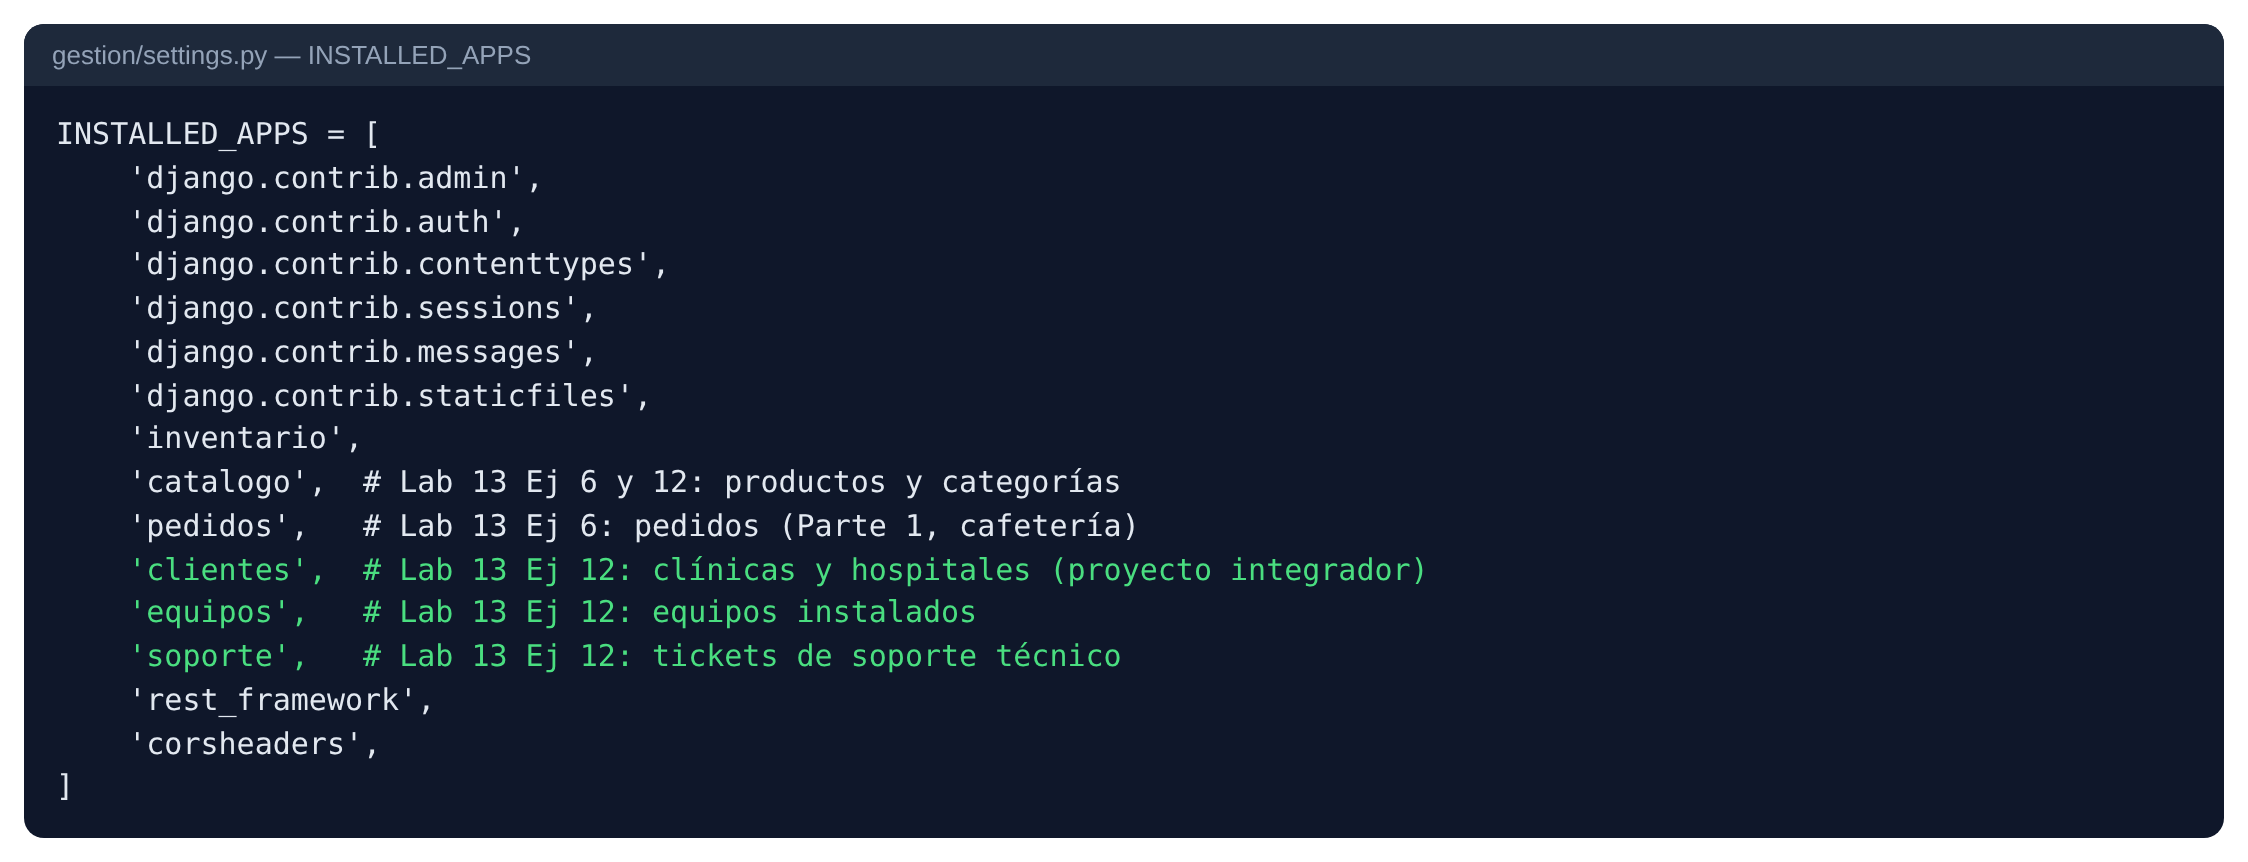 gestion/settings.py — INSTALLED_APPS
INSTALLED_APPS = [
    'django.contrib.admin',
    'django.contrib.auth',
    'django.contrib.contenttypes',
    'django.contrib.sessions',
    'django.contrib.messages',
    'django.contrib.staticfiles',
    'inventario',
    'catalogo',  # Lab 13 Ej 6 y 12: productos y categorías
    'pedidos',   # Lab 13 Ej 6: pedidos (Parte 1, cafetería)
    'clientes',  # Lab 13 Ej 12: clínicas y hospitales (proyecto integrador)
    'equipos',   # Lab 13 Ej 12: equipos instalados
    'soporte',   # Lab 13 Ej 12: tickets de soporte técnico
    'rest_framework',
    'corsheaders',
]